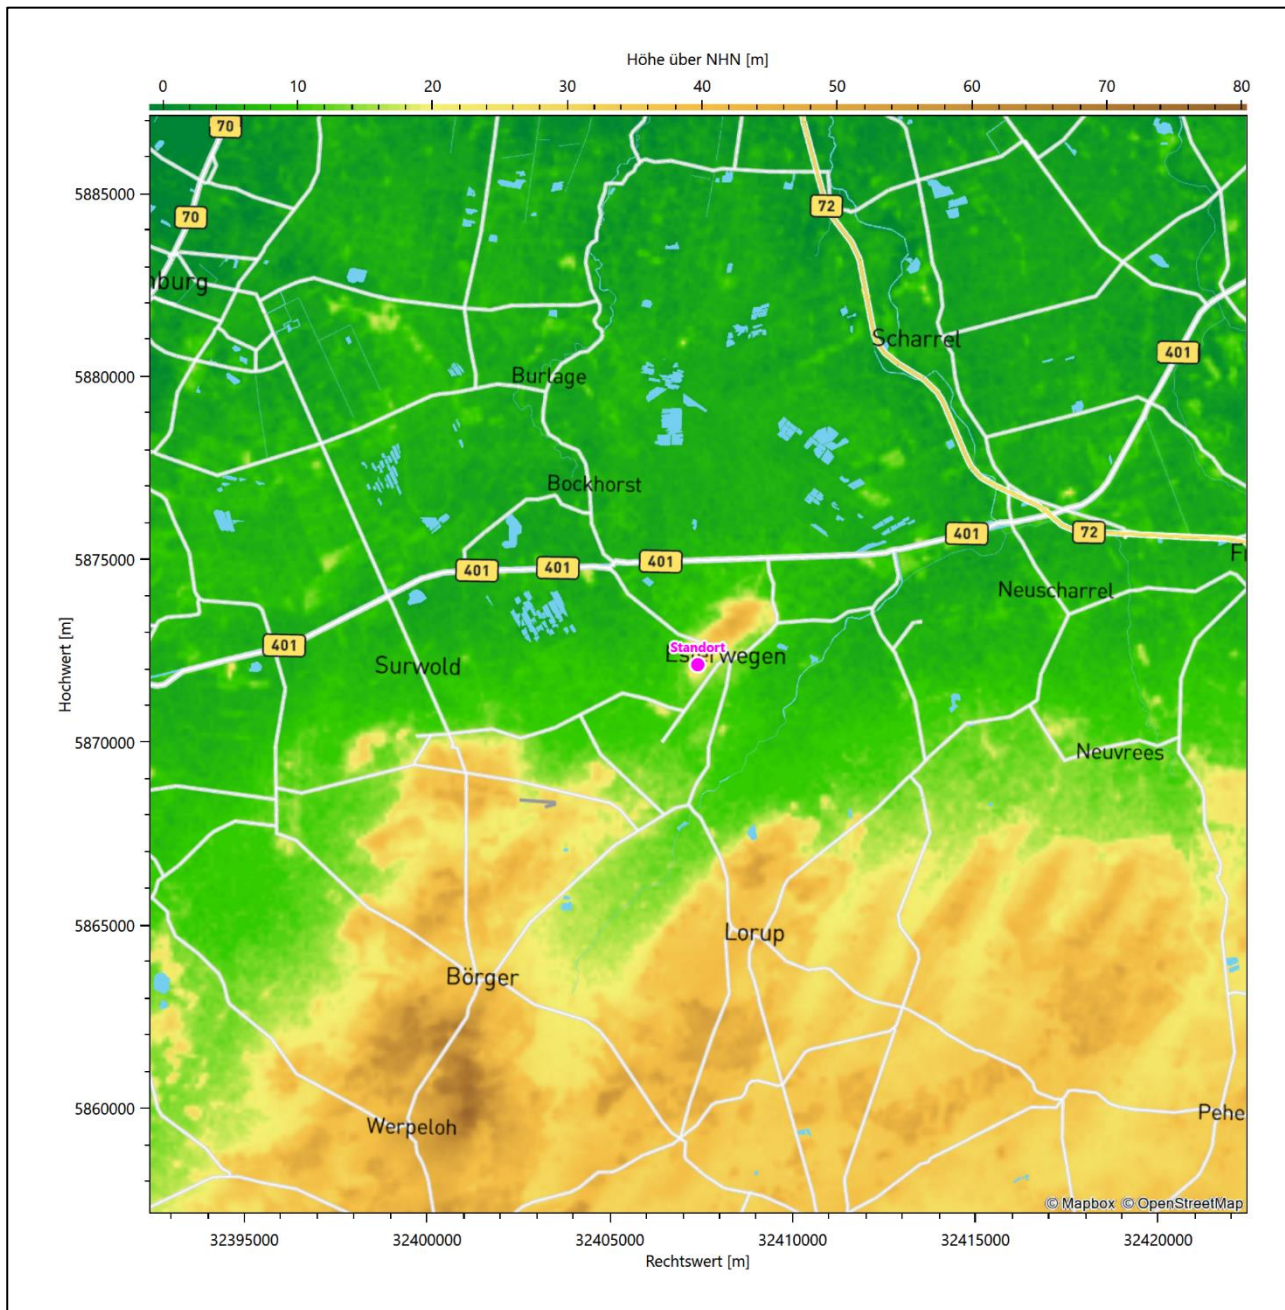 Höhe über NHN [m]
0 10 20 30 40 50 60 70 80
70
72
70
5885000
nburg
Scharrel
401
5880000
Burlage
Bockhorst
401
72
5875000
401
401
401
Neuscharrel
401
Standort
Esterwegen
Surwold
Hochwert [m]
5870000
Neuvrees
5865000
Lorup
Börger
5860000
Werpeloh
Pehe
© Mapbox © OpenStreetMap
32395000 32400000 32405000 32410000 32415000 32420000
Rechtswert [m]